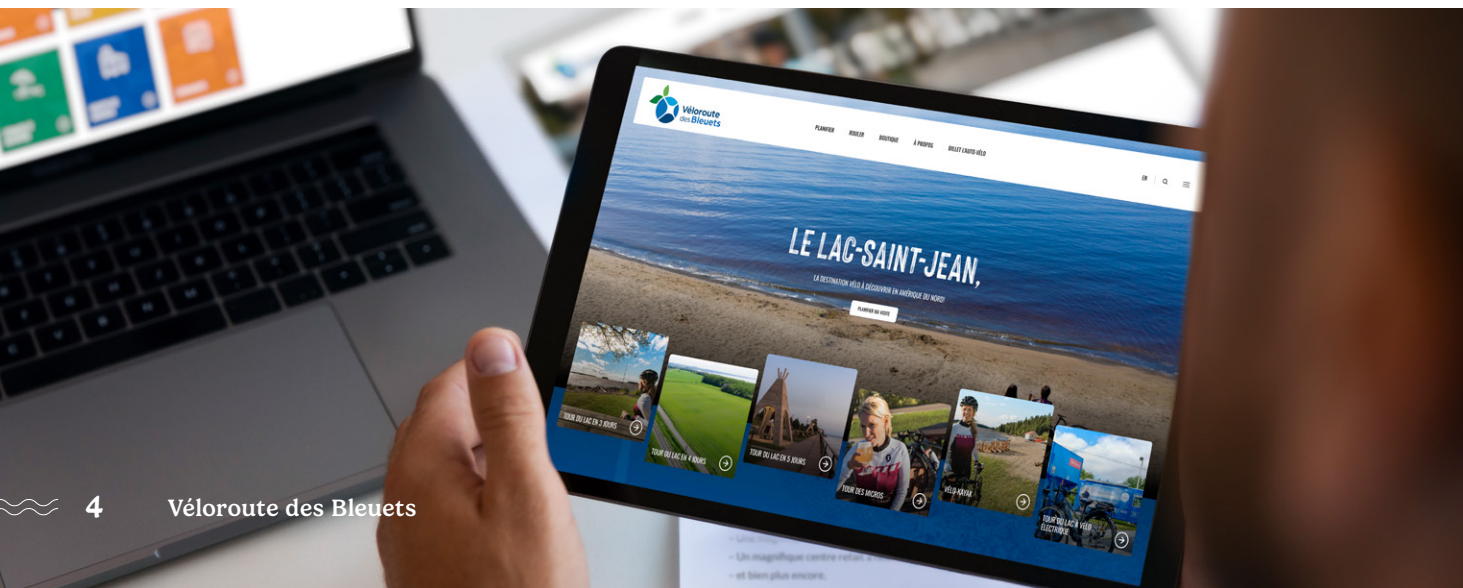 Véloroute
des Bleuets
PLANIFIER ROULER BOUTIQUE À PROPOS BILLET L'AUTO-VÉLO
EN
LE LAC-SAINT-JEAN,
LA DESTINATION VÉLO À DÉCOUVRIR EN AMÉRIQUE DU NORD!
PLANIFIER MA VISITE
TOUR DU LAC EN 3 JOURS
TOUR DU LAC EN 4 JOURS
TOUR DU LAC EN 5 JOURS
TOUR DES MICROS
VÉLO-KAYAK
TOUR DU LAC À VÉLO
ÉLECTRIQUE
4 Véloroute des Bleuets
– Un magnifique centre relais
– et bien plus encore.